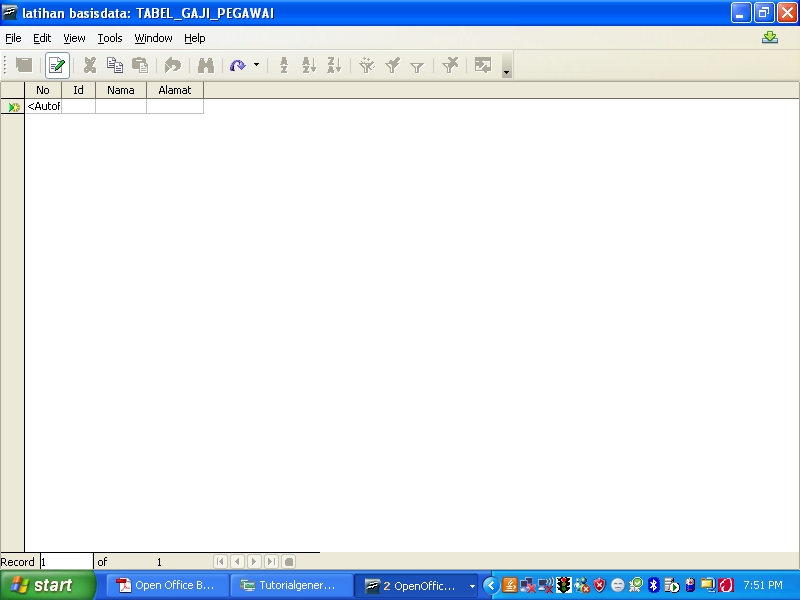 latihan basisdata: TABEL_GAJI_PEGAWAI
File Edit View Tools Window Help
No Id Nama Alamat
<Autof
Record 1 of 1
start Open Office B... Tutorialgener... 2 OpenOffic... 7:51 PM